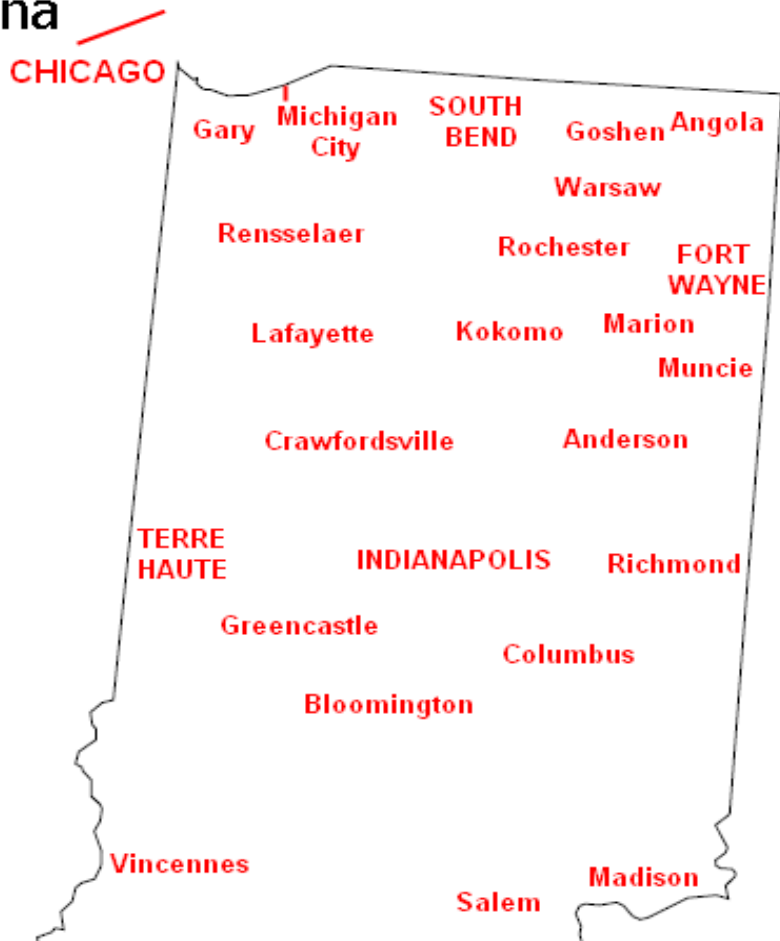 na
CHICAGO
Gary
Michigan
City
SOUTH
BEND
Goshen
Angola
Warsaw
Rensselaer
Rochester
FORT
WAYNE
Lafayette
Kokomo
Marion
Muncie
Crawfordsville
Anderson
TERRE
HAUTE
INDIANAPOLIS
Richmond
Greencastle
Columbus
Bloomington
Vincennes
Madison
Salem